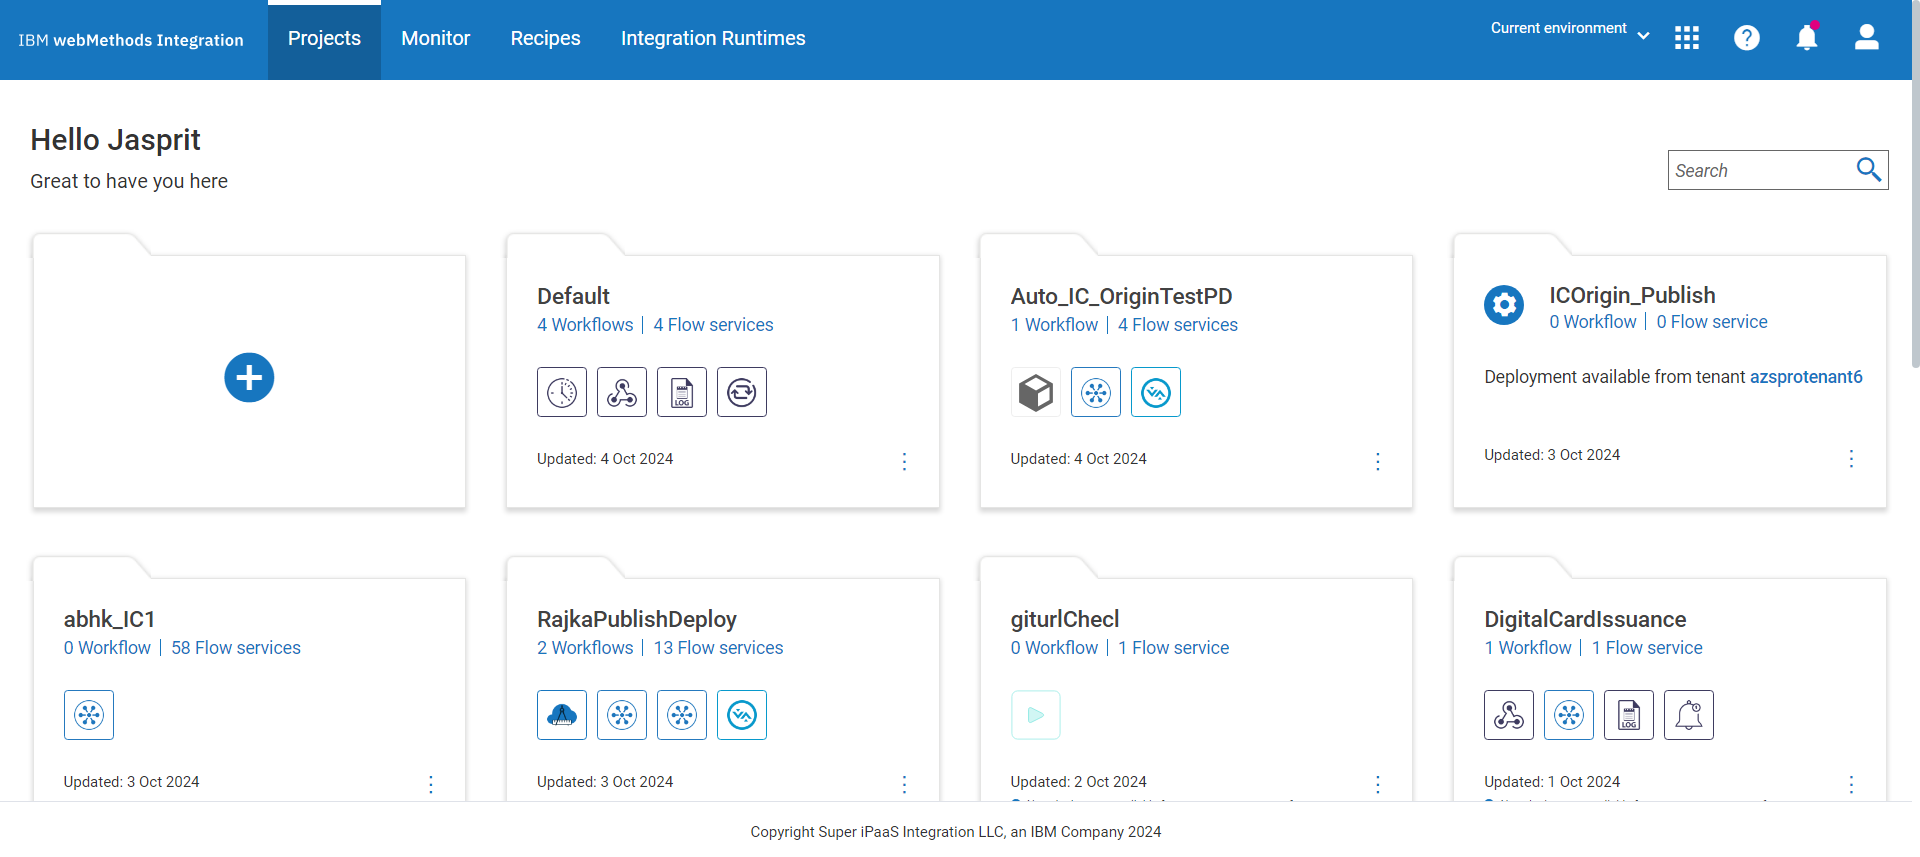 IBM webMethods Integration
Projects
Monitor
Recipes
Integration Runtimes
Current environment
Hello Jasprit
Great to have you here
Search
Default
4 Workflows | 4 Flow services
LOG
Updated: 4 Oct 2024
Auto_IC_OriginTestPD
1 Workflow | 4 Flow services
Updated: 4 Oct 2024
ICOrigin_Publish
0 Workflow | 0 Flow service
Deployment available from tenant azsprotenant6
Updated: 3 Oct 2024
abhk_IC1
0 Workflow | 58 Flow services
Updated: 3 Oct 2024
RajkaPublishDeploy
2 Workflows | 13 Flow services
Updated: 3 Oct 2024
giturlChecl
0 Workflow | 1 Flow service
Updated: 2 Oct 2024
DigitalCardIssuance
1 Workflow | 1 Flow service
LOG
Updated: 1 Oct 2024
Copyright Super iPaaS Integration LLC, an IBM Company 2024